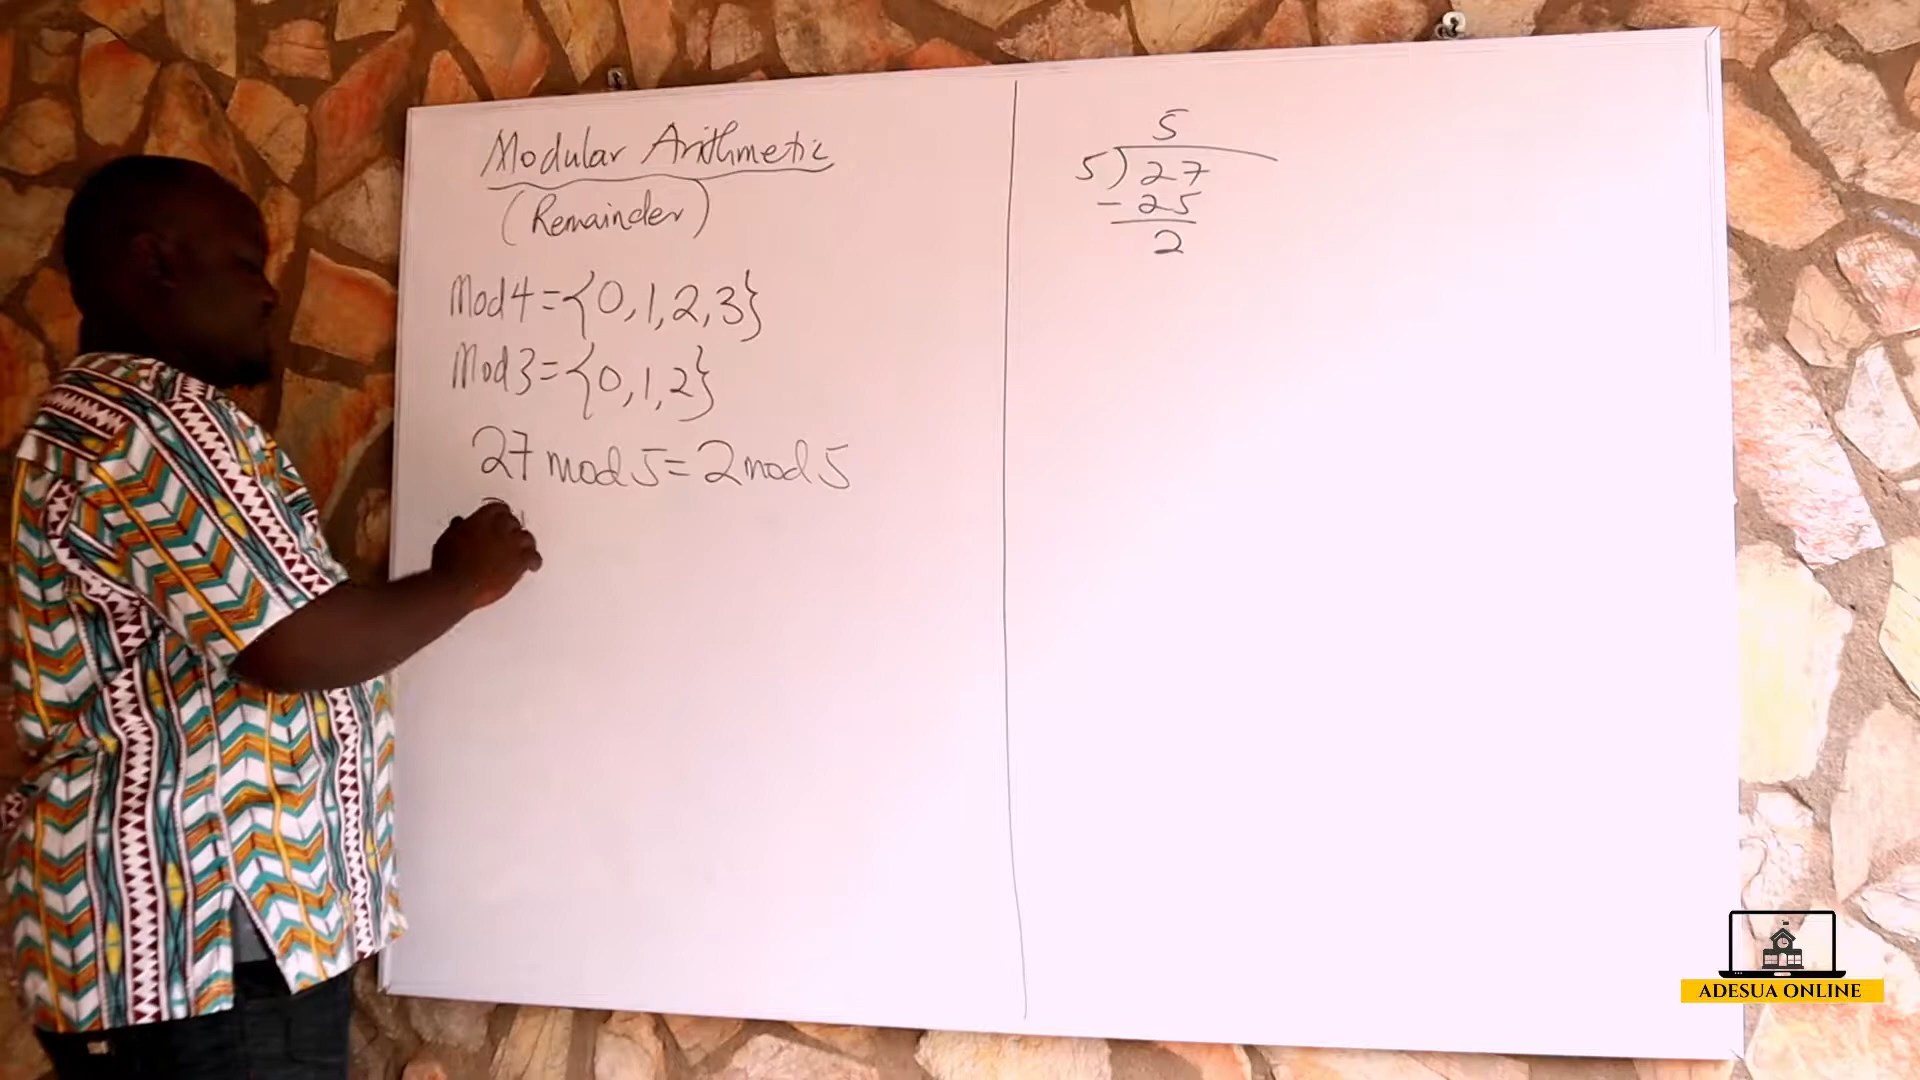 Modular Arithmetic
(Remainder)
Mod 4 = {0, 1, 2, 3}
Mod 3 = {0, 1, 2}
27 mod 5 = 2 mod 5
5
5) 27
- 25
2
ADESUA ONLINE